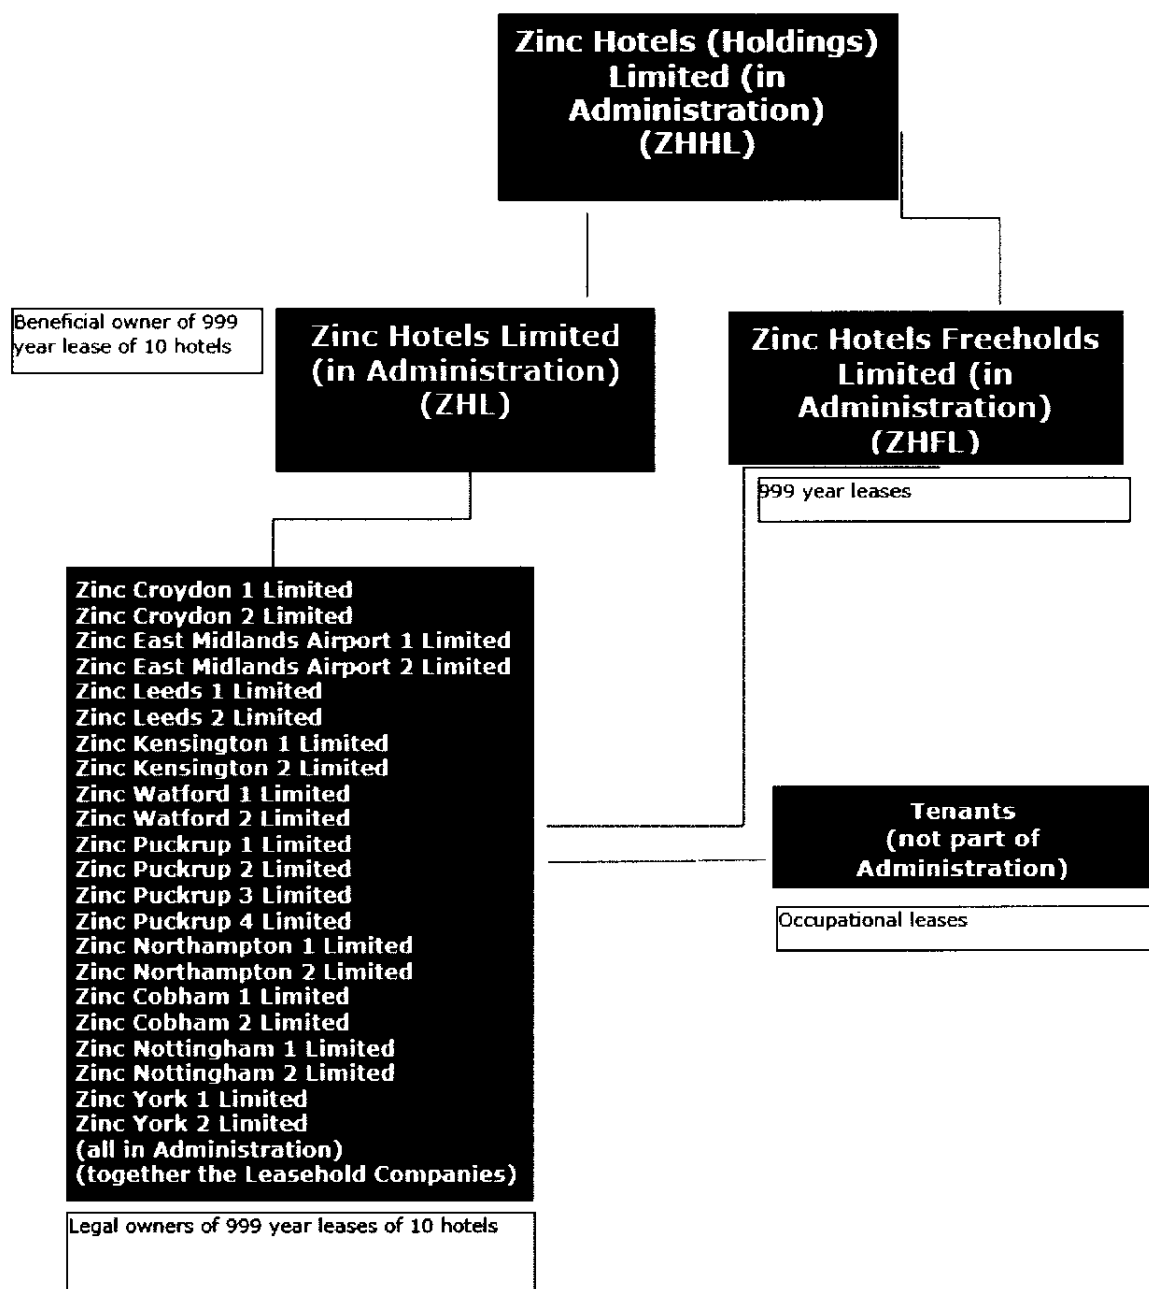 Zinc Hotels (Holdings)
Limited (in
Administration)
(ZHHL)
Beneficial owner of 999
year lease of 10 hotels
Zinc Hotels Limited
(in Administration)
(ZHL)
Zinc Hotels Freeholds
Limited (in
Administration)
(ZHFL)
999 year leases
Zinc Croydon 1 Limited
Zinc Croydon 2 Limited
Zinc East Midlands Airport 1 Limited
Zinc East Midlands Airport 2 Limited
Zinc Leeds 1 Limited
Zinc Leeds 2 Limited
Zinc Kensington 1 Limited
Zinc Kensington 2 Limited
Zinc Watford 1 Limited
Zinc Watford 2 Limited
Zinc Puckrup 1 Limited
Zinc Puckrup 2 Limited
Zinc Puckrup 3 Limited
Zinc Puckrup 4 Limited
Zinc Northampton 1 Limited
Zinc Northampton 2 Limited
Zinc Cobham 1 Limited
Zinc Cobham 2 Limited
Zinc Nottingham 1 Limited
Zinc Nottingham 2 Limited
Zinc York 1 Limited
Zinc York 2 Limited
(all in Administration)
(together the Leasehold Companies)
Tenants
(not part of
Administration)
Occupational leases
Legal owners of 999 year leases of 10 hotels